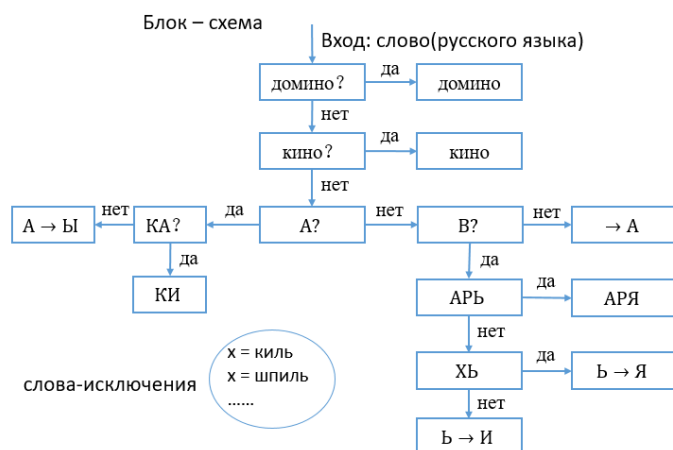 Блок – схема
Вход: слово(русского языка)
домино?
да
домино
нет
кино?
да
кино
нет
А → Ы
нет
КА?
да
А?
нет
В?
нет
→ А
да
КИ
да
АРЬ
да
АРЯ
нет
ХЬ
да
Ь → Я
нет
Ь → И
слова-исключения
х = киль
х = шпиль
......